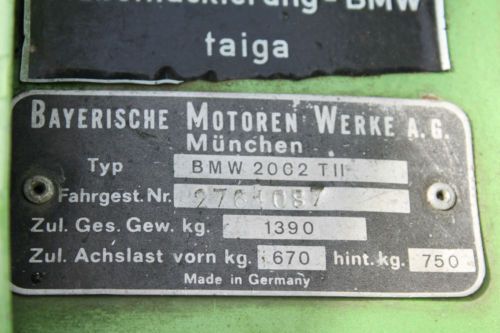 BMW
taiga
BAYERISCHE MOTOREN WERKE A.G.
München
Typ BMW 2002 TII
Fahrgest. Nr.
Zul. Ges. Gew. kg. 1390
Zul. Achslast vorn kg. 670 hint. kg. 750
Made in Germany